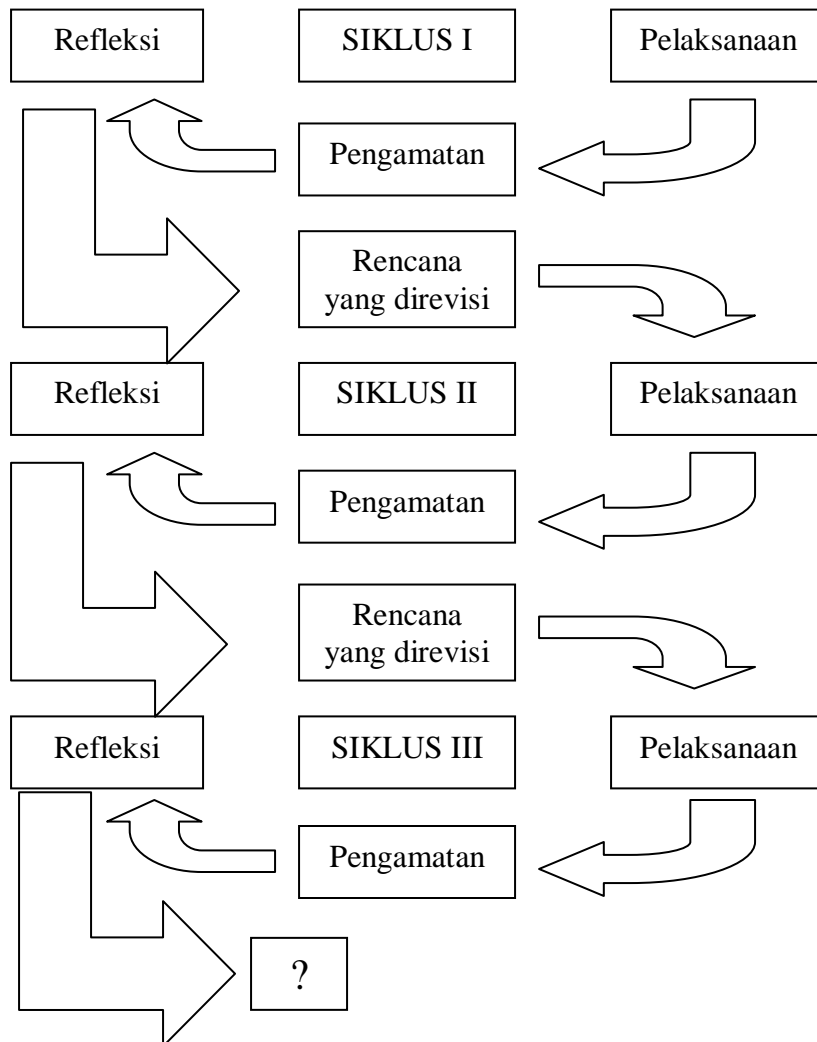 Refleksi
SIKLUS I
Pelaksanaan
Pengamatan
Rencana
yang direvisi
Refleksi
SIKLUS II
Pelaksanaan
Pengamatan
Rencana
yang direvisi
Refleksi
SIKLUS III
Pelaksanaan
Pengamatan
?